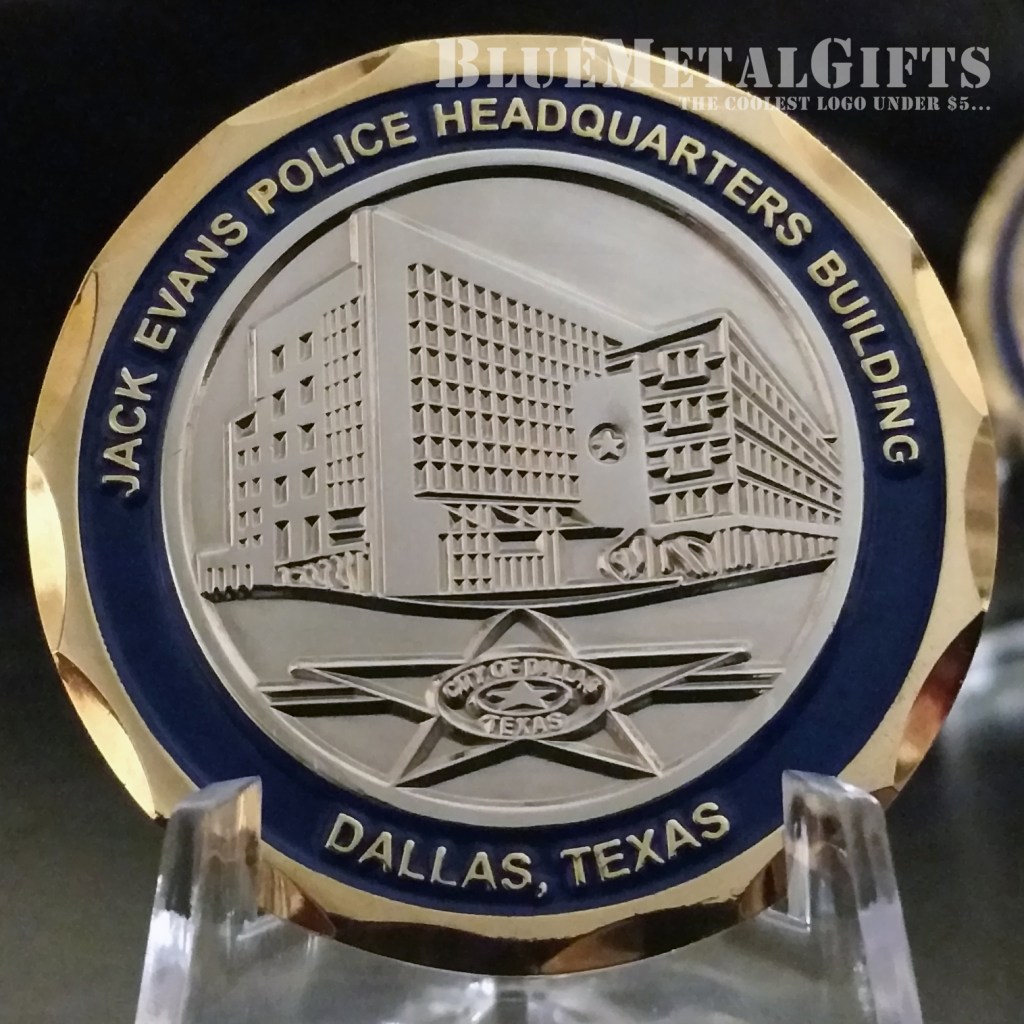 BLUEMETALGIFTS
THE COOLEST LOGO UNDER $5...
JACK EVANS POLICE HEADQUARTERS BUILDING
CITY OF DALLAS
TEXAS
DALLAS, TEXAS